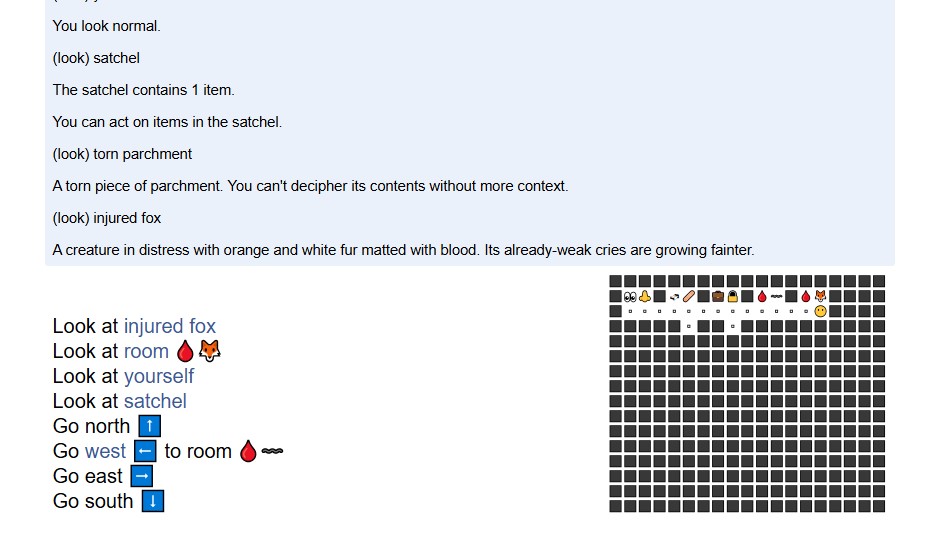 You look normal.
(look) satchel
The satchel contains 1 item.
You can act on items in the satchel.
(look) torn parchment
A torn piece of parchment. You can't decipher its contents without more context.
(look) injured fox
A creature in distress with orange and white fur matted with blood. Its already-weak cries are growing fainter.
Look at injured fox
Look at room 🩸🦊
Look at yourself
Look at satchel
Go north ⬆️
Go west ⬅️ to room 🩸〰️
Go east ➡️
Go south ⬇️